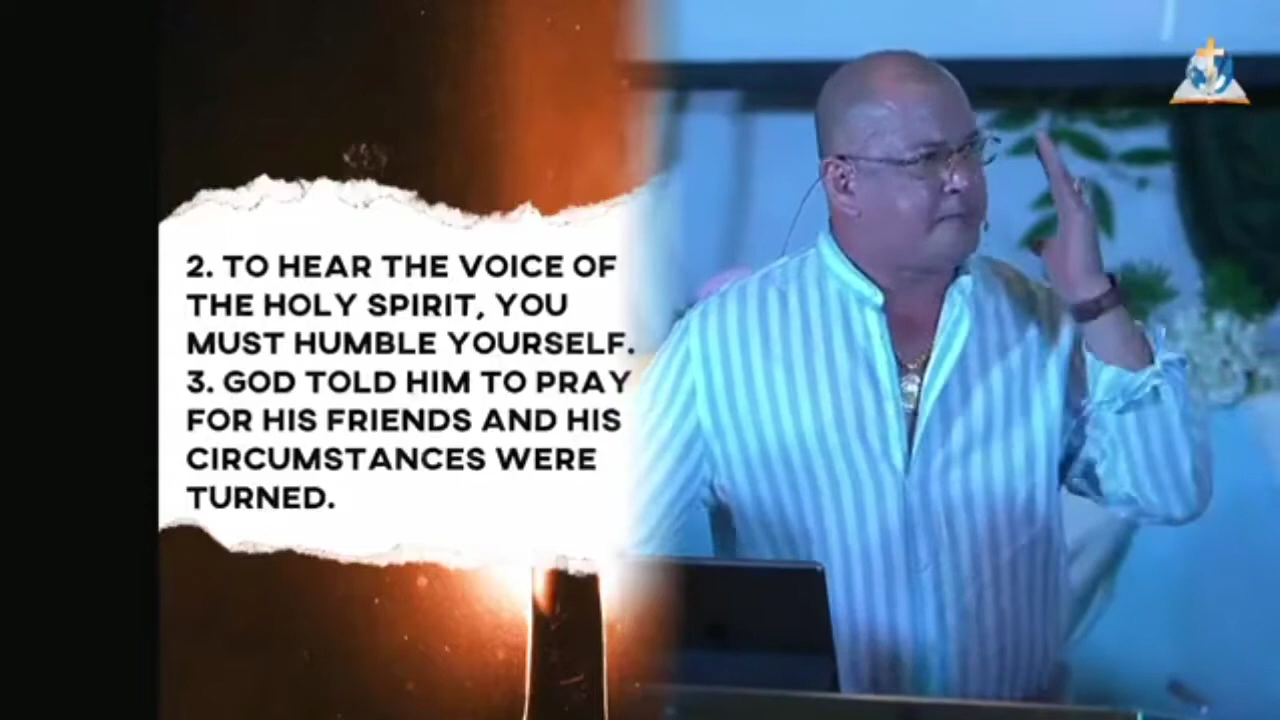 2. TO HEAR THE VOICE OF
THE HOLY SPIRIT, YOU
MUST HUMBLE YOURSELF.
3. GOD TOLD HIM TO PRAY
FOR HIS FRIENDS AND HIS
CIRCUMSTANCES WERE
TURNED.